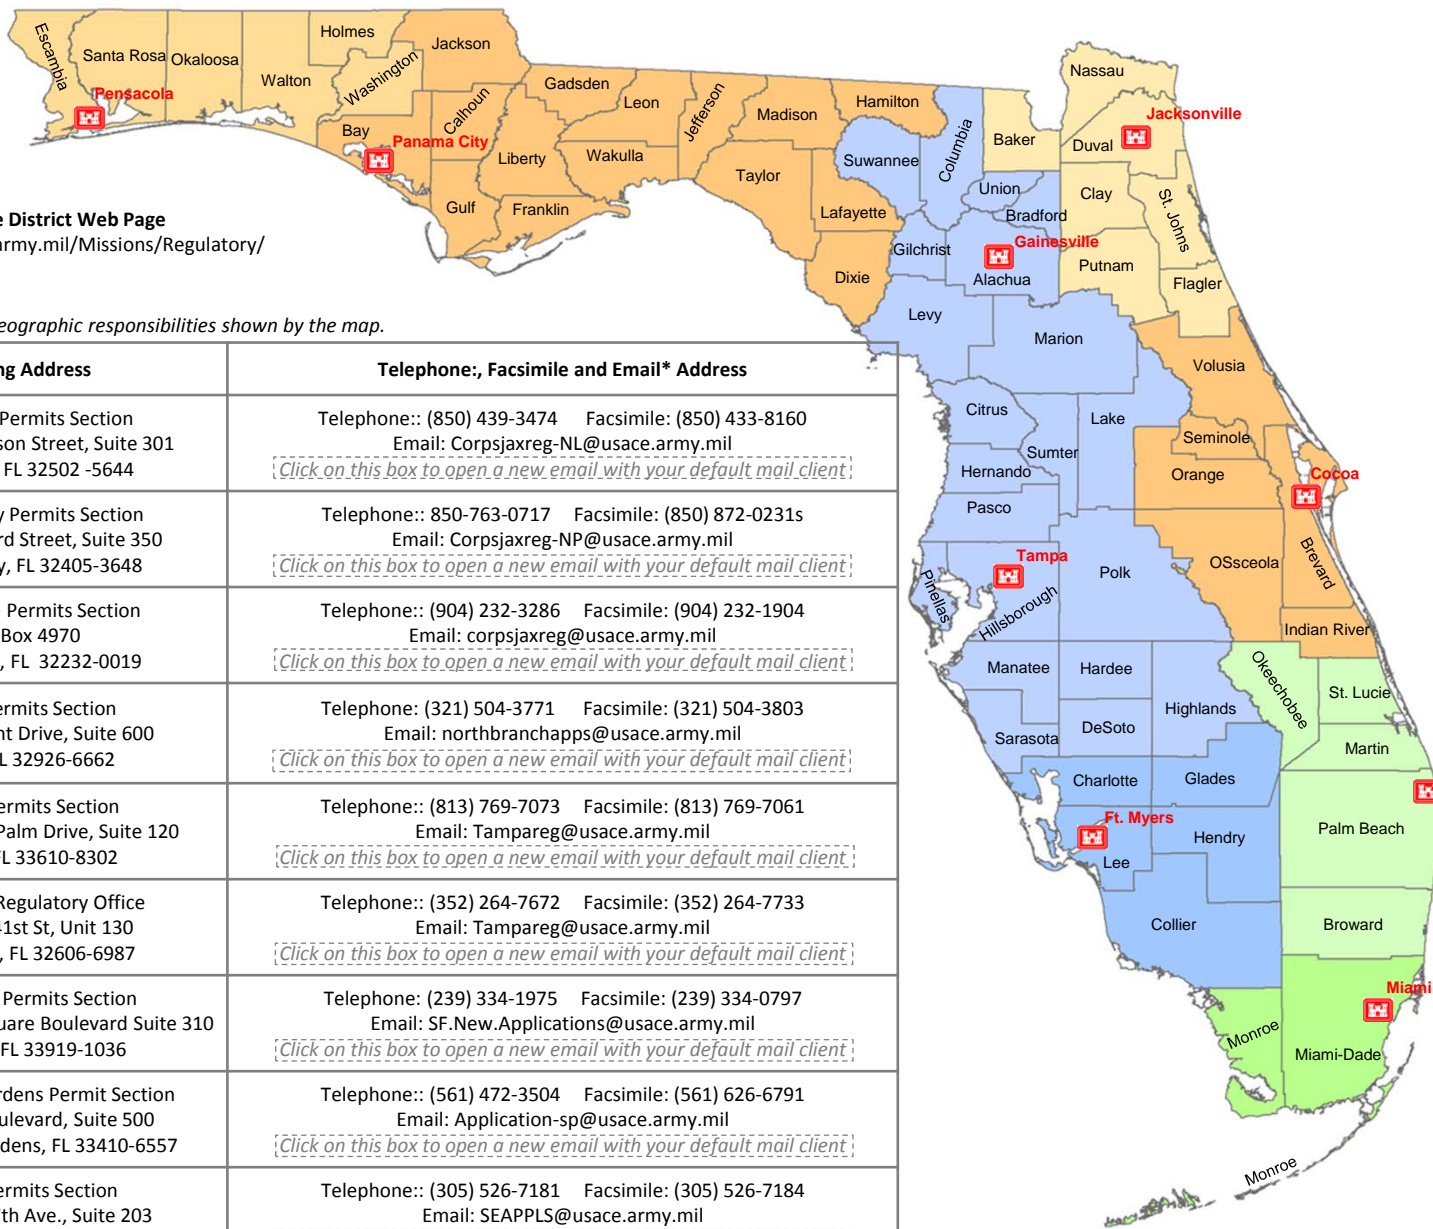 Escambia
Santa Rosa
Okaloosa
Walton
Holmes
Washington
Jackson
Bay
Calhoun
Gadsden
Leon
Jefferson
Madison
Hamilton
Liberty
Wakulla
Taylor
Gulf
Franklin
Lafayette
Dixie
Suwannee
Columbia
Baker
Nassau
Duval
Union
Bradford
Clay
St. Johns
Gilchrist
Alachua
Putnam
Flagler
Levy
Marion
Volusia
Citrus
Lake
Sumter
Hernando
Seminole
Orange
Pasco
Pinellas
Hillsborough
Polk
OSsceola
Brevard
Indian River
Manatee
Hardee
Okeechobee
St. Lucie
Highlands
Sarasota
DeSoto
Martin
Charlotte
Glades
Lee
Hendry
Palm Beach
Collier
Broward
Monroe
Miami-Dade
Monroe
Pensacola
Panama City
Jacksonville
Gainesville
Cocoa
Tampa
Ft. Myers
Miami
e District Web Page
army.mil/Missions/Regulatory/
eographic responsibilities shown by the map.
ng Address
Telephone:, Facsimile and Email* Address
Permits Section
son Street, Suite 301
FL 32502 -5644
Telephone:: (850) 439-3474 Facsimile: (850) 433-8160
Email: Corpsjaxreg-NL@usace.army.mil
Click on this box to open a new email with your default mail client
y Permits Section
rd Street, Suite 350
y, FL 32405-3648
Telephone:: 850-763-0717 Facsinile: (850) 872-0231s
Email: Corpsjaxreg-NP@usace.army.mil
Click on this box to open a new email with your default mail client
Permits Section
Box 4970
, FL 32232-0019
Telephone:: (904) 232-3286 Facsimile: (904) 232-1904
Email: corpsjaxreg@usace.army.mil
Click on this box to open a new email with your default mail client
ermits Section
nt Drive, Suite 600
L 32926-6662
Telephone: (321) 504-3771 Facsimile: (321) 504-3803
Email: northbranchapps@usace.army.mil
Click on this box to open a new email with your default mail client
ermits Section
Palm Drive, Suite 120
FL 33610-8302
Telephone:: (813) 769-7073 Facsimile: (813) 769-7061
Email: Tampareg@usace.army.mil
Click on this box to open a new email with your default mail client
Regulatory Office
41st St, Unit 130
, FL 32606-6987
Telephone:: (352) 264-7672 Facsimile: (352) 264-7733
Email: Tampareg@usace.army.mil
Click on this box to open a new email with your default mail client
Permits Section
uare Boulevard Suite 310
FL 33919-1036
Telephone: (239) 334-1975 Facsimile: (239) 334-0797
Email: SF.New.Applications@usace.army.mil
Click on this box to open a new email with your default mail client
rdens Permit Section
ulevard, Suite 500
dens, FL 33410-6557
Telephone: (561) 472-3504 Facsimile: (561) 626-6791
Email: Application-sp@usace.army.mil
Click on this box to open a new email with your default mail client
ermits Section
7th Ave., Suite 203
Telephone:: (305) 526-7181 Facsimile: (305) 526-7184
Email: SEAPPLS@usace.army.mil